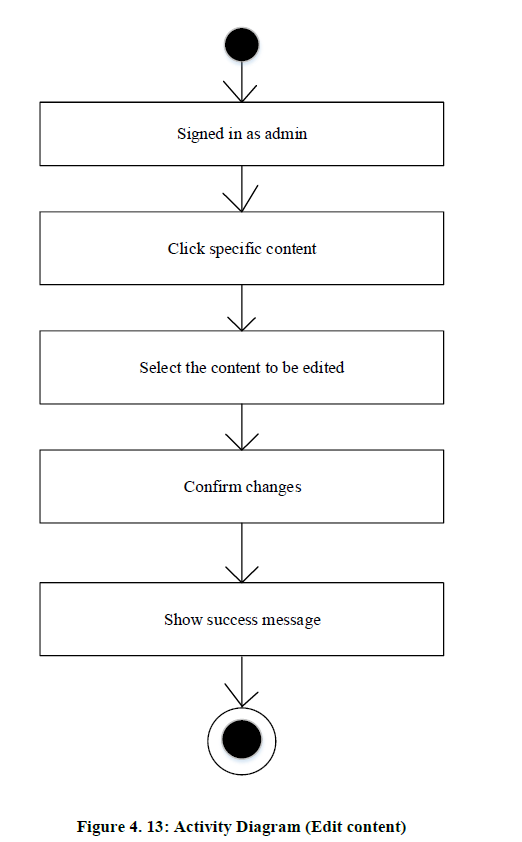 Signed in as admin
Click specific content
Select the content to be edited
Confirm changes
Show success message
Figure 4. 13: Activity Diagram (Edit content)